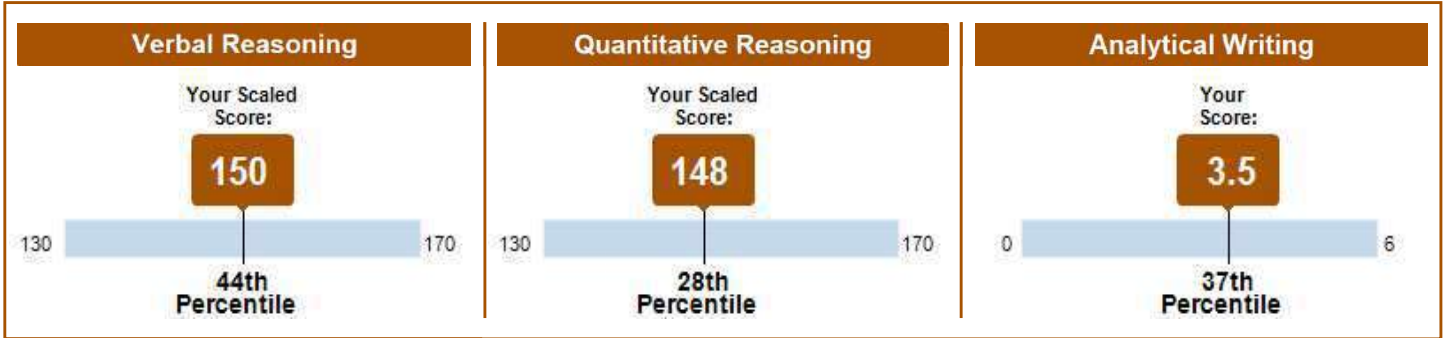 Verbal Reasoning
Your Scaled
Score:
150
130
170
44th
Percentile
Quantitative Reasoning
Your Scaled
Score:
148
130
170
28th
Percentile
Analytical Writing
Your
Score:
3.5
0
6
37th
Percentile